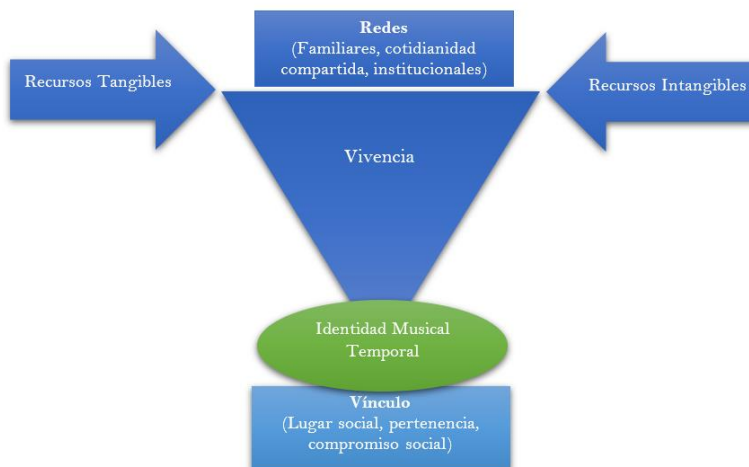 Redes
(Familiares, cotidianidad
compartida, institucionales)
Recursos Tangibles
Recursos Intangibles
Vivencia
Identidad Musical
Temporal
Vínculo
(Lugar social, pertenencia,
compromiso social)